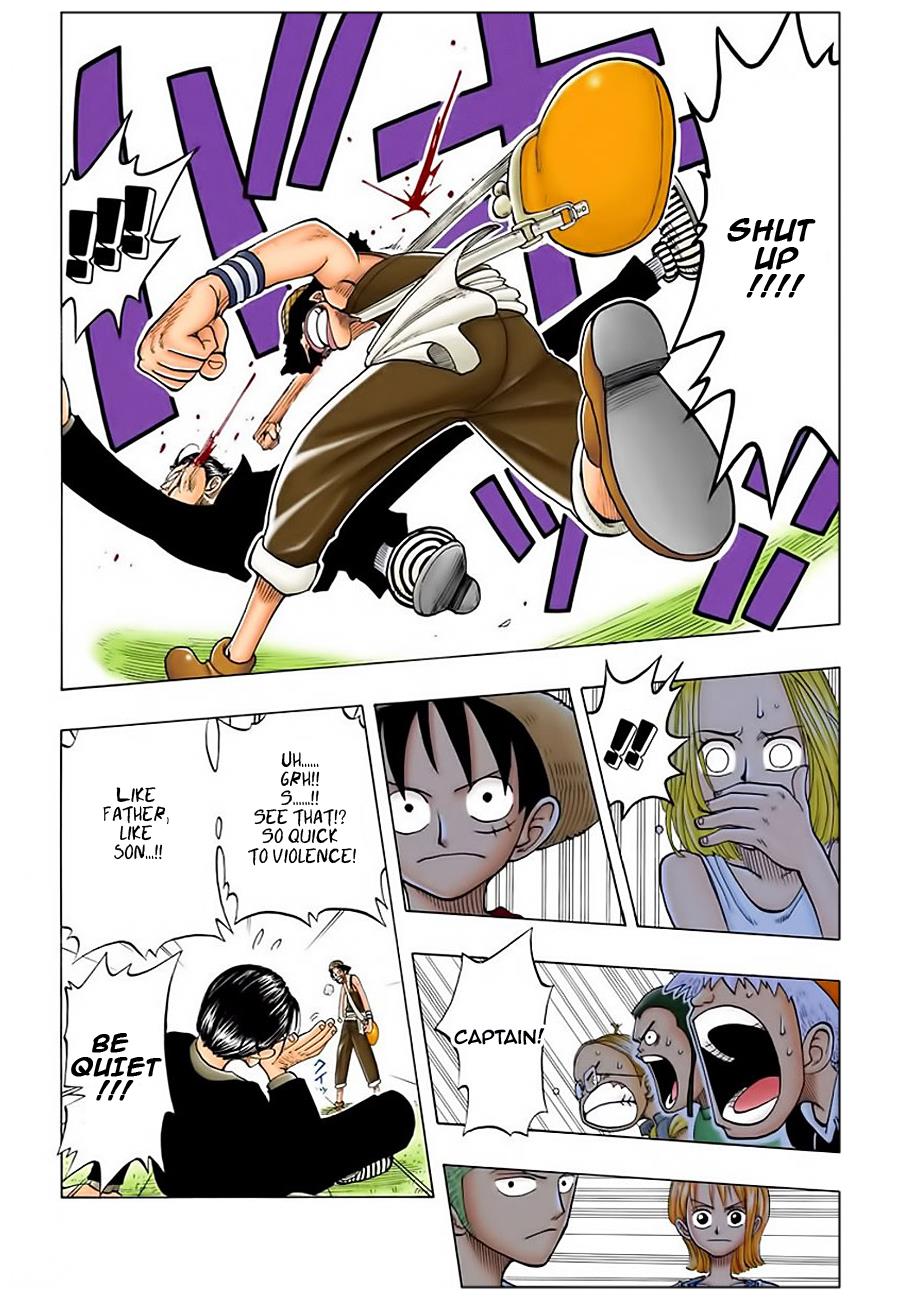 SHUT
UP
!!!!
!!!
!!
CAPTAIN!
UH......
GRH!!
S......!!
SEE THAT!?
SO QUICK
TO VIOLENCE!
LIKE
FATHER,
LIKE
SON...!!
BE
QUIET
!!!